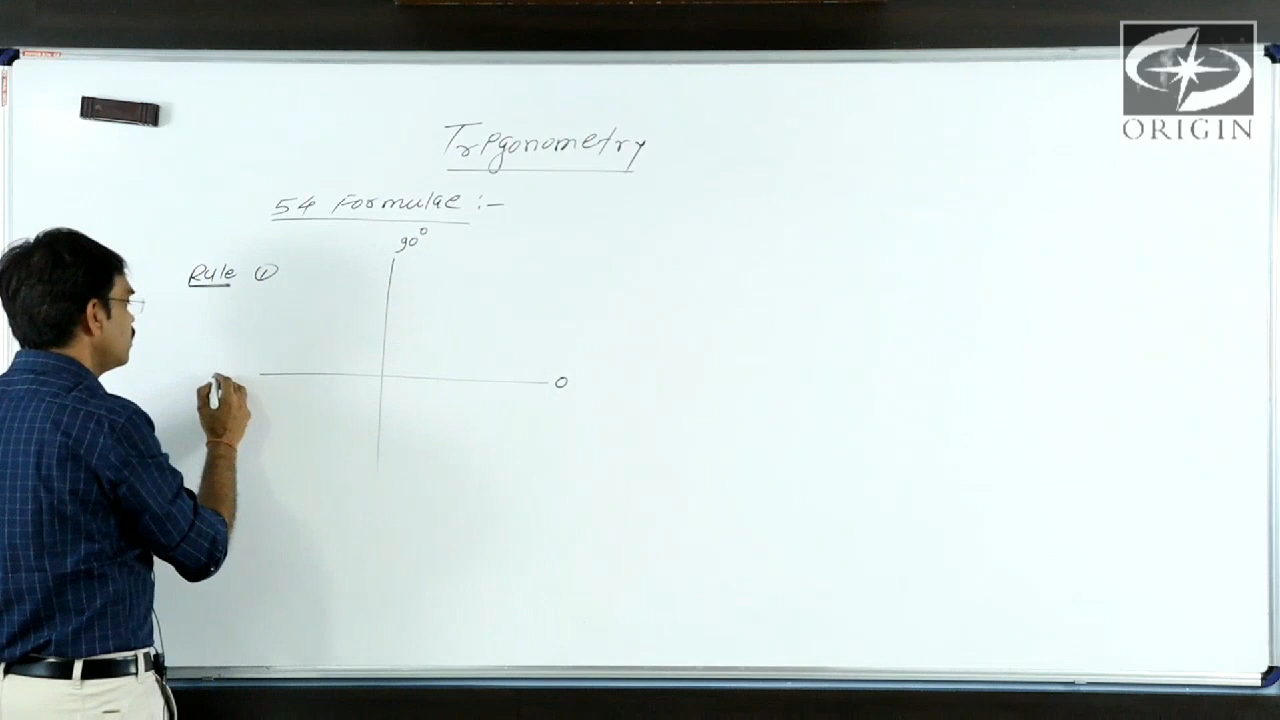 ORIGIN
Trigonometry
54 Formulae :-
90°
Rule ①
0